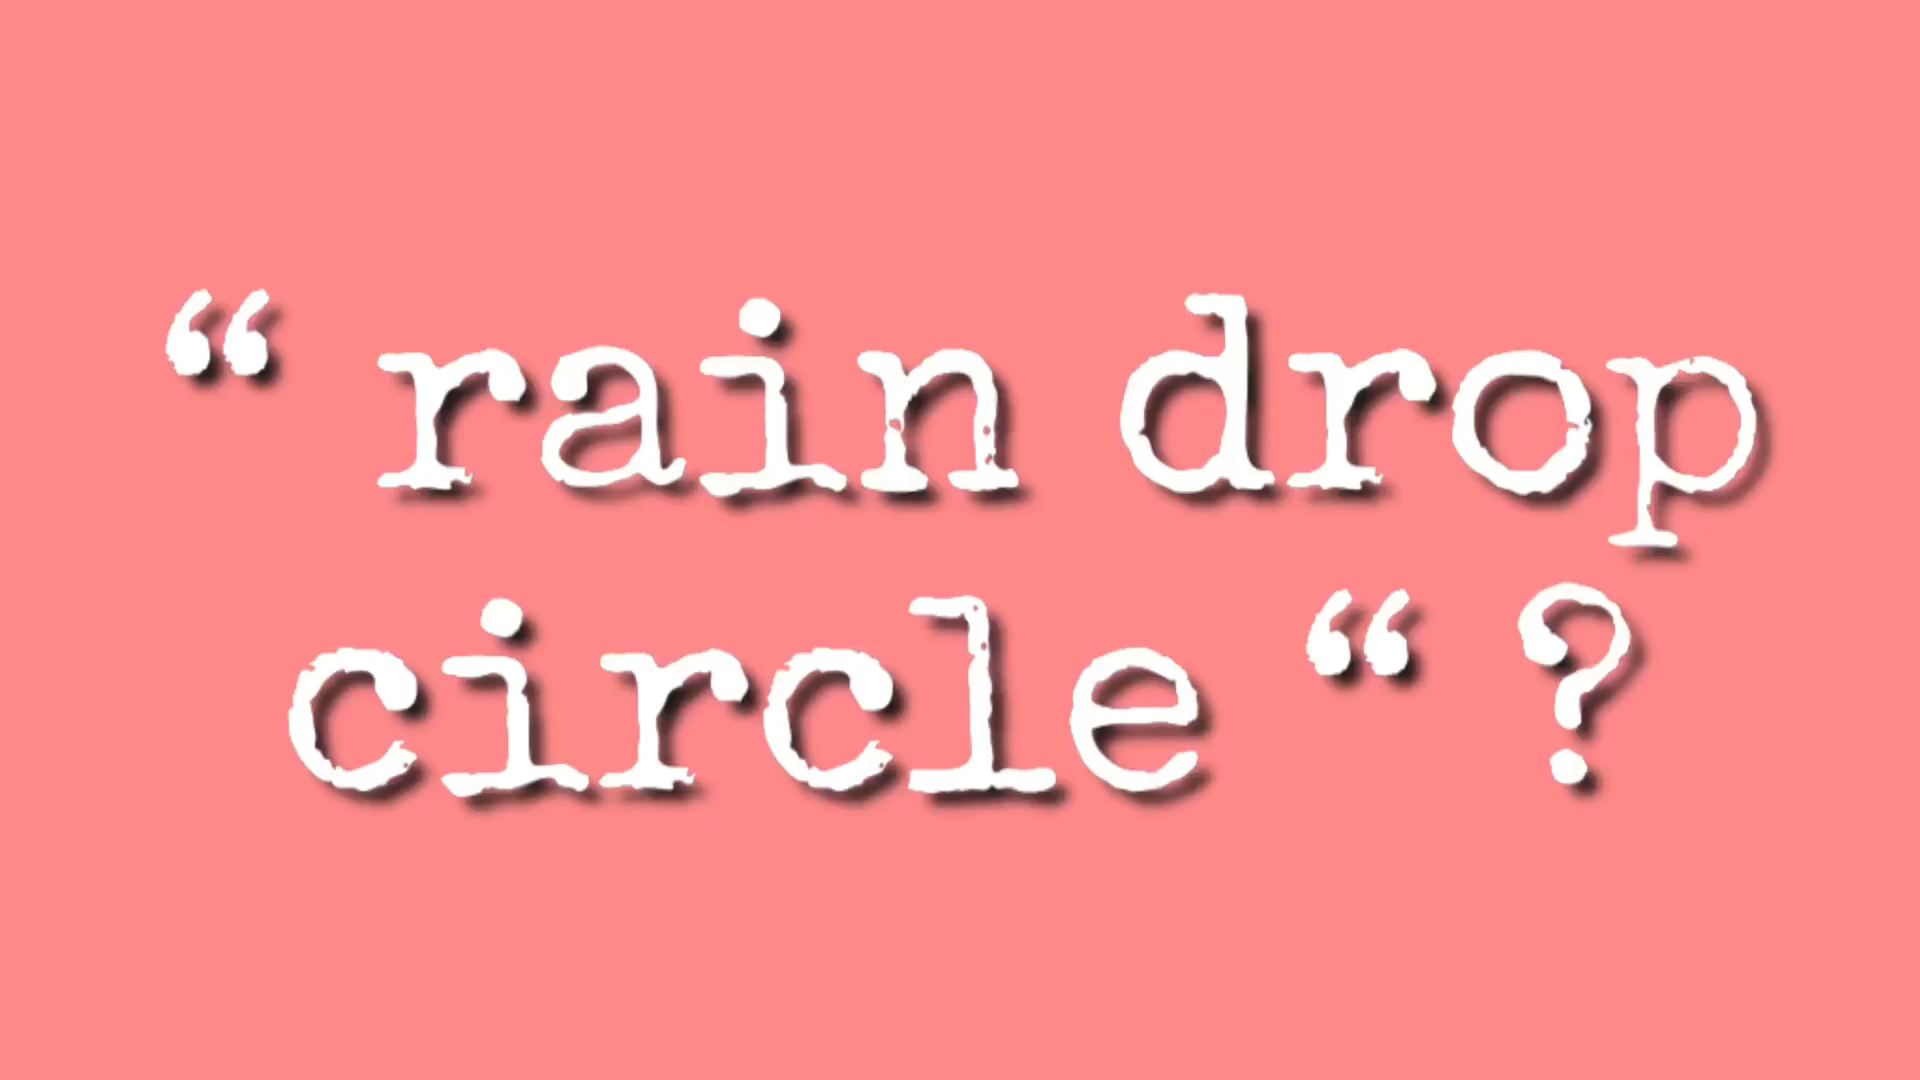 “ rain drop
circle “ ?